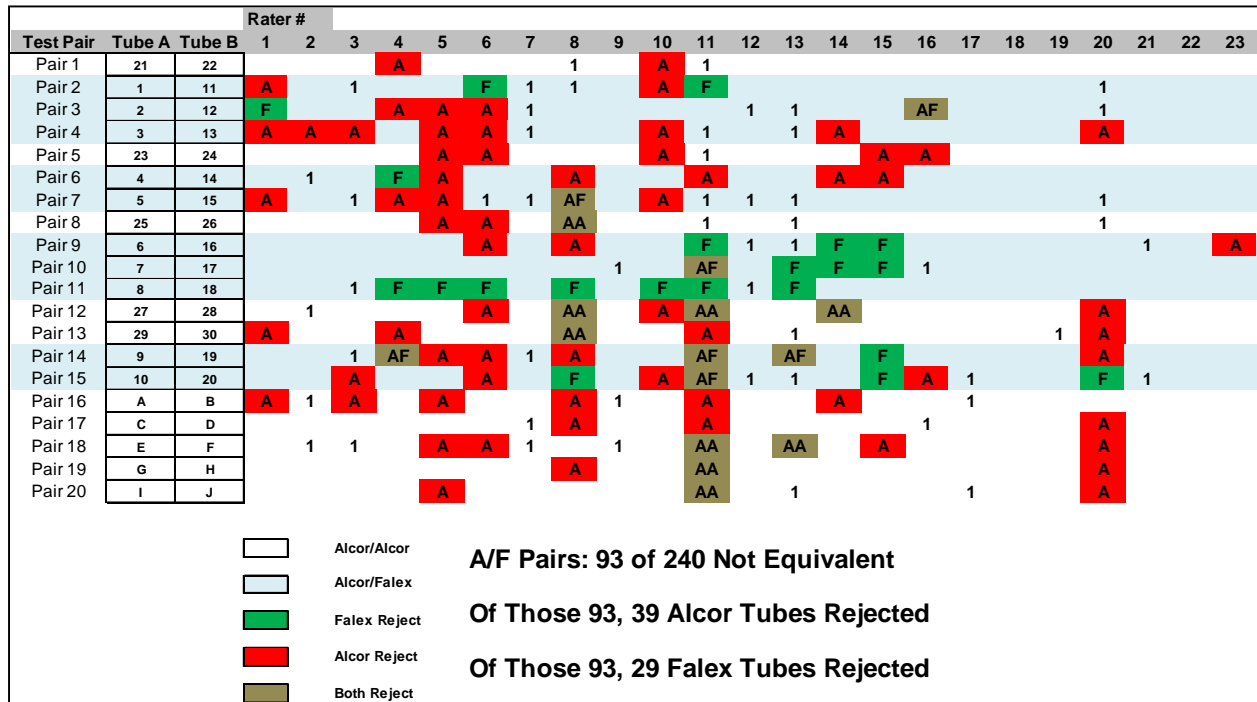 Rater #
Test Pair Tube A Tube B 1 2 3 4 5 6 7 8 9 10 11 12 13 14 15 16 17 18 19 20 21 22 23
Pair 1 21 22 A 1 A 1
Pair 2 1 11 A 1 F 1 1 A F 1
Pair 3 2 12 F A A A 1 1 1 AF 1
Pair 4 3 13 A A A A A 1 A 1 1 A A
Pair 5 23 24 A A A 1 A A
Pair 6 4 14 1 F A A A A A
Pair 7 5 15 A 1 A A 1 1 AF A 1 1 1 1
Pair 8 25 26 A A AA 1 1 1
Pair 9 6 16 A A F 1 1 F F 1 A
Pair 10 7 17 1 AF F F F 1
Pair 11 8 18 1 F F F F F F 1 F
Pair 12 27 28 1 A AA A AA AA A
Pair 13 29 30 A A AA A 1 1 A
Pair 14 9 19 1 AF A A 1 A AF AF F A
Pair 15 10 20 A A F A AF 1 1 F A 1 F 1
Pair 16 A B A 1 A A A 1 A A 1
Pair 17 C D 1 A A 1 A
Pair 18 E F 1 1 A A 1 1 AA AA A A
Pair 19 G H A AA A
Pair 20 I J A AA 1 1 A
Alcor/Alcor
Alcor/Falex
Falex Reject
Alcor Reject
Both Reject
A/F Pairs: 93 of 240 Not Equivalent
Of Those 93, 39 Alcor Tubes Rejected
Of Those 93, 29 Falex Tubes Rejected